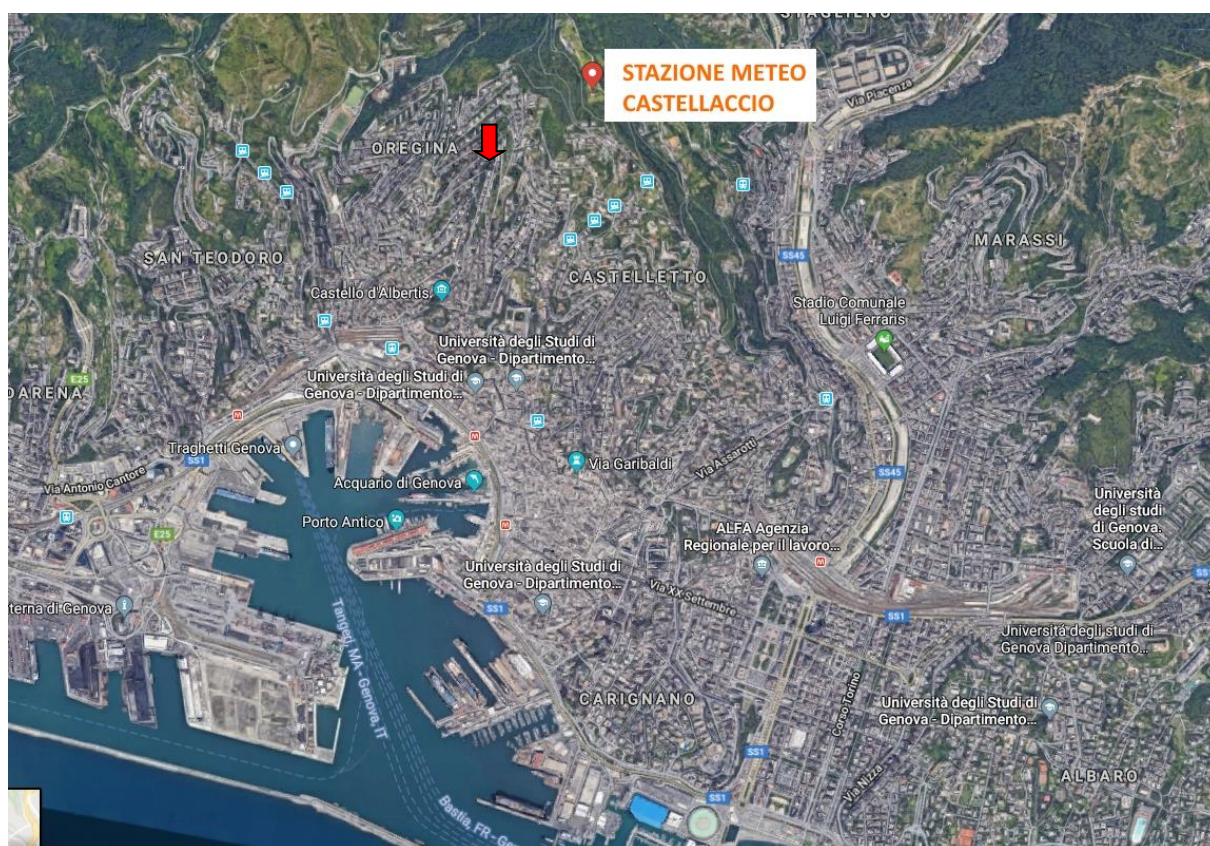 STAGLIENO
STAZIONE METEO
CASTELLACCIO
Via Piacenza
OREGINA
MARASSI
SAN TEODORO
SS45
CASTELLETTO
Castello d'Albertis
Stadio Comunale
Luigi Ferraris
Università degli Studi di
Genova - Dipartimento...
Università degli Studi di
Genova - Dipartimento...
E25
DARENA
M
M
Traghetti Genova
SS1
Via Garibaldi
Via Assarotti
Via Antonio Cantore
Acquario di Genova
SS45
Università
degli studi
di Genova.
Scuola di...
Porto Antico
M
E25
ALFA Agenzia
Regionale per il lavoro...
M
Università degli Studi di
Genova - Dipartimento...
Via XX Settembre
SS1
SS1
SS1
terna di Genova
Tangeri, MA - Genova, IT
Università degli studi di
Genova Dipartimento...
CARIGNANO
Corso Torino
Università degli Studi di
Genova - Dipartimento...
SS1
Via Nizza
ALBARO
SS1
Bastia, FR - Ge